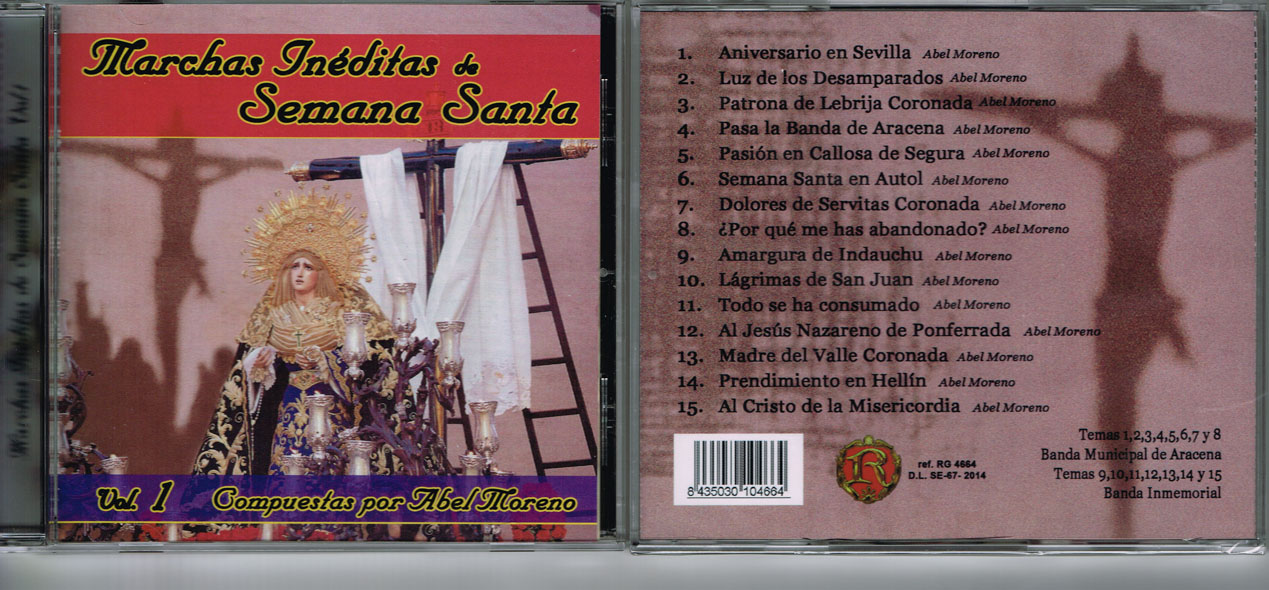 Marchas Inéditas de
Semana Santa
Vol. 1 Compuestas por Abel Moreno
1. Aniversario en Sevilla Abel Moreno
2. Luz de los Desamparados Abel Moreno
3. Patrona de Lebrija Coronada Abel Moreno
4. Pasa la Banda de Aracena Abel Moreno
5. Pasión en Callosa de Segura Abel Moreno
6. Semana Santa en Autol Abel Moreno
7. Dolores de Servitas Coronada Abel Moreno
8. ¿Por qué me has abandonado? Abel Moreno
9. Amargura de Indauchu Abel Moreno
10. Lágrimas de San Juan Abel Moreno
11. Todo se ha consumado Abel Moreno
12. Al Jesús Nazareno de Ponferrada Abel Moreno
13. Madre del Valle Coronada Abel Moreno
14. Prendimiento en Hellín Abel Moreno
15. Al Cristo de la Misericordia Abel Moreno
Temas 1,2,3,4,5,6,7 y 8
Banda Municipal de Aracena
Temas 9,10,11,12,13,14 y 15
Banda Inmemorial
8 435030 104664
R
ref. RG 4664
D.L. SE-67- 2014